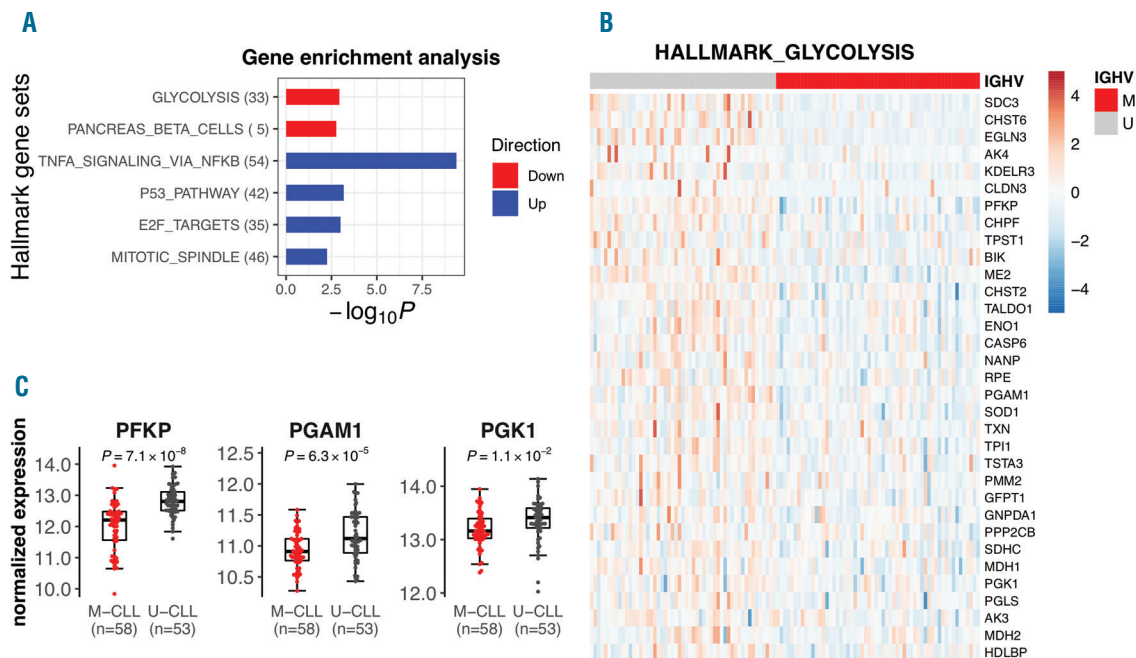 A
Gene enrichment analysis
Hallmark gene sets
GLYCOLYSIS (33)
PANCREAS_BETA_CELLS ( 5)
TNFA_SIGNALING_VIA_NFKB (54)
P53_PATHWAY (42)
E2F_TARGETS (35)
MITOTIC_SPINDLE (46)
0.0 2.5 5.0 7.5
−log10P
Direction
Down
Up
B
HALLMARK_GLYCOLYSIS
IGHV
SDC3
CHST6
EGLN3
AK4
KDELR3
CLDN3
PFKP
CHPF
TPST1
BIK
ME2
CHST2
TALDO1
ENO1
CASP6
NANP
RPE
PGAM1
SOD1
TXN
TPI1
TSTA3
PMM2
GFPT1
GNPDA1
PPP2CB
SDHC
MDH1
PGK1
PGLS
AK3
MDH2
HDLBP
4
2
0
−2
−4
IGHV
M
U
C
normalized expression
PFKP
P = 7.1 × 10−8
14.0
13.0
12.0
11.0
10.0
M−CLL U−CLL
(n=58) (n=53)
PGAM1
P = 6.3 × 10−5
12.5
12.0
11.5
11.0
10.5
M−CLL U−CLL
(n=58) (n=53)
PGK1
P = 1.1 × 10−2
14.0
13.0
12.0
M−CLL U−CLL
(n=58) (n=53)